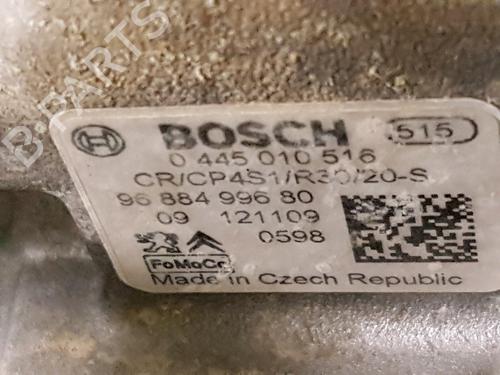 B-PARTS
BOSCH 515
0 445 010 516
CR/CP4S1/R30/20-S
96 884 996 80
09 121109
0598
FoMoCo
Made in Czech Republic